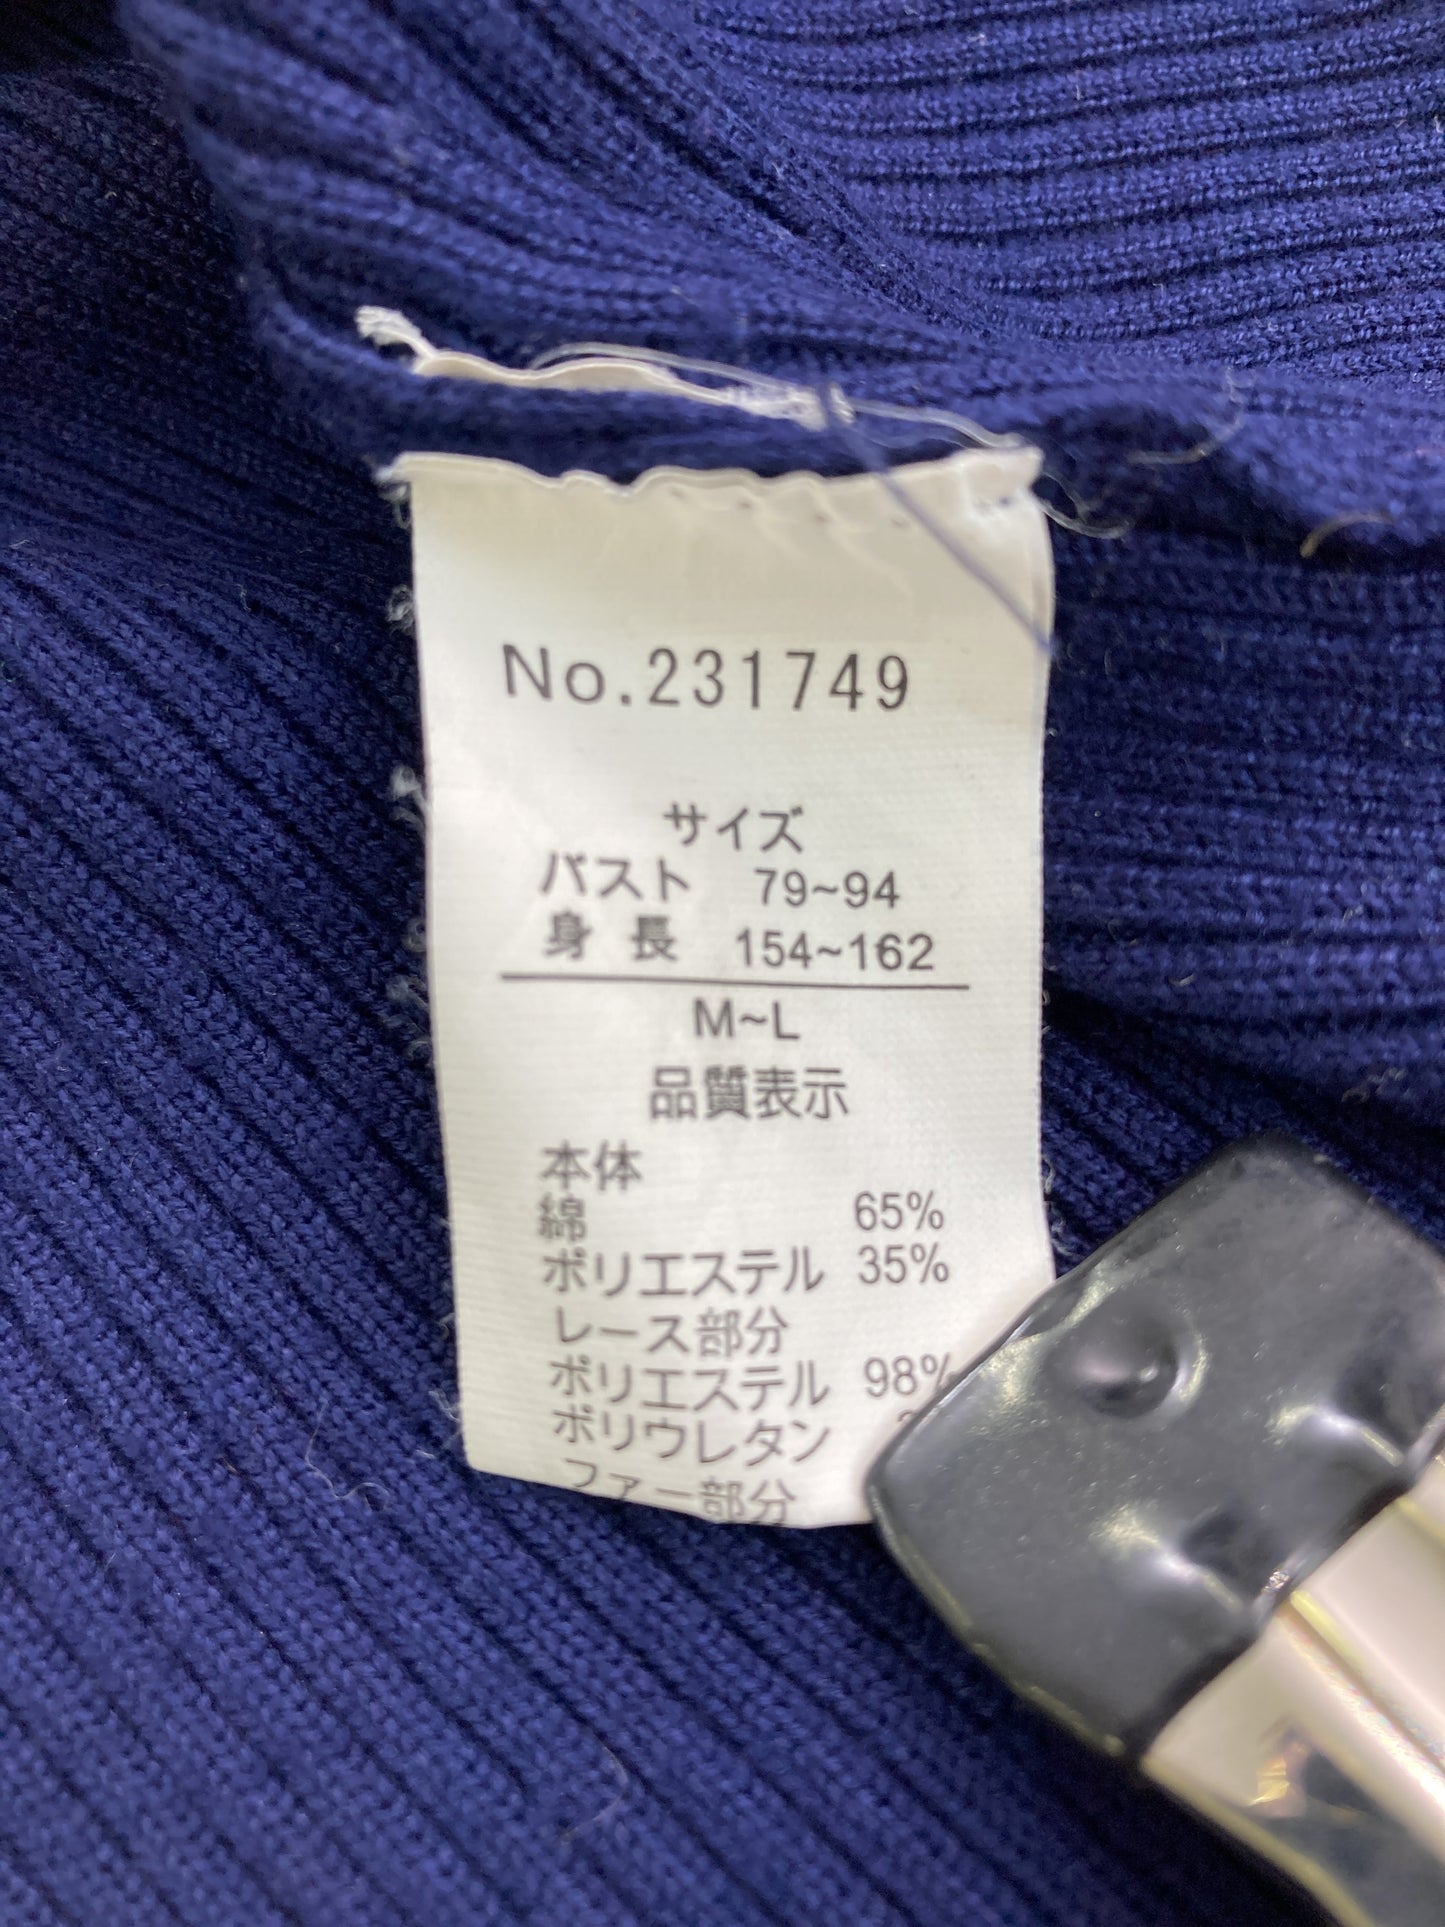 No.231749
サイズ
バスト 79~94
身 長 154~162
M~L
品質表示
本体
綿 65%
ポリエステル 35%
レース部分
ポリエステル 98%
ポリウレタン
ファー部分